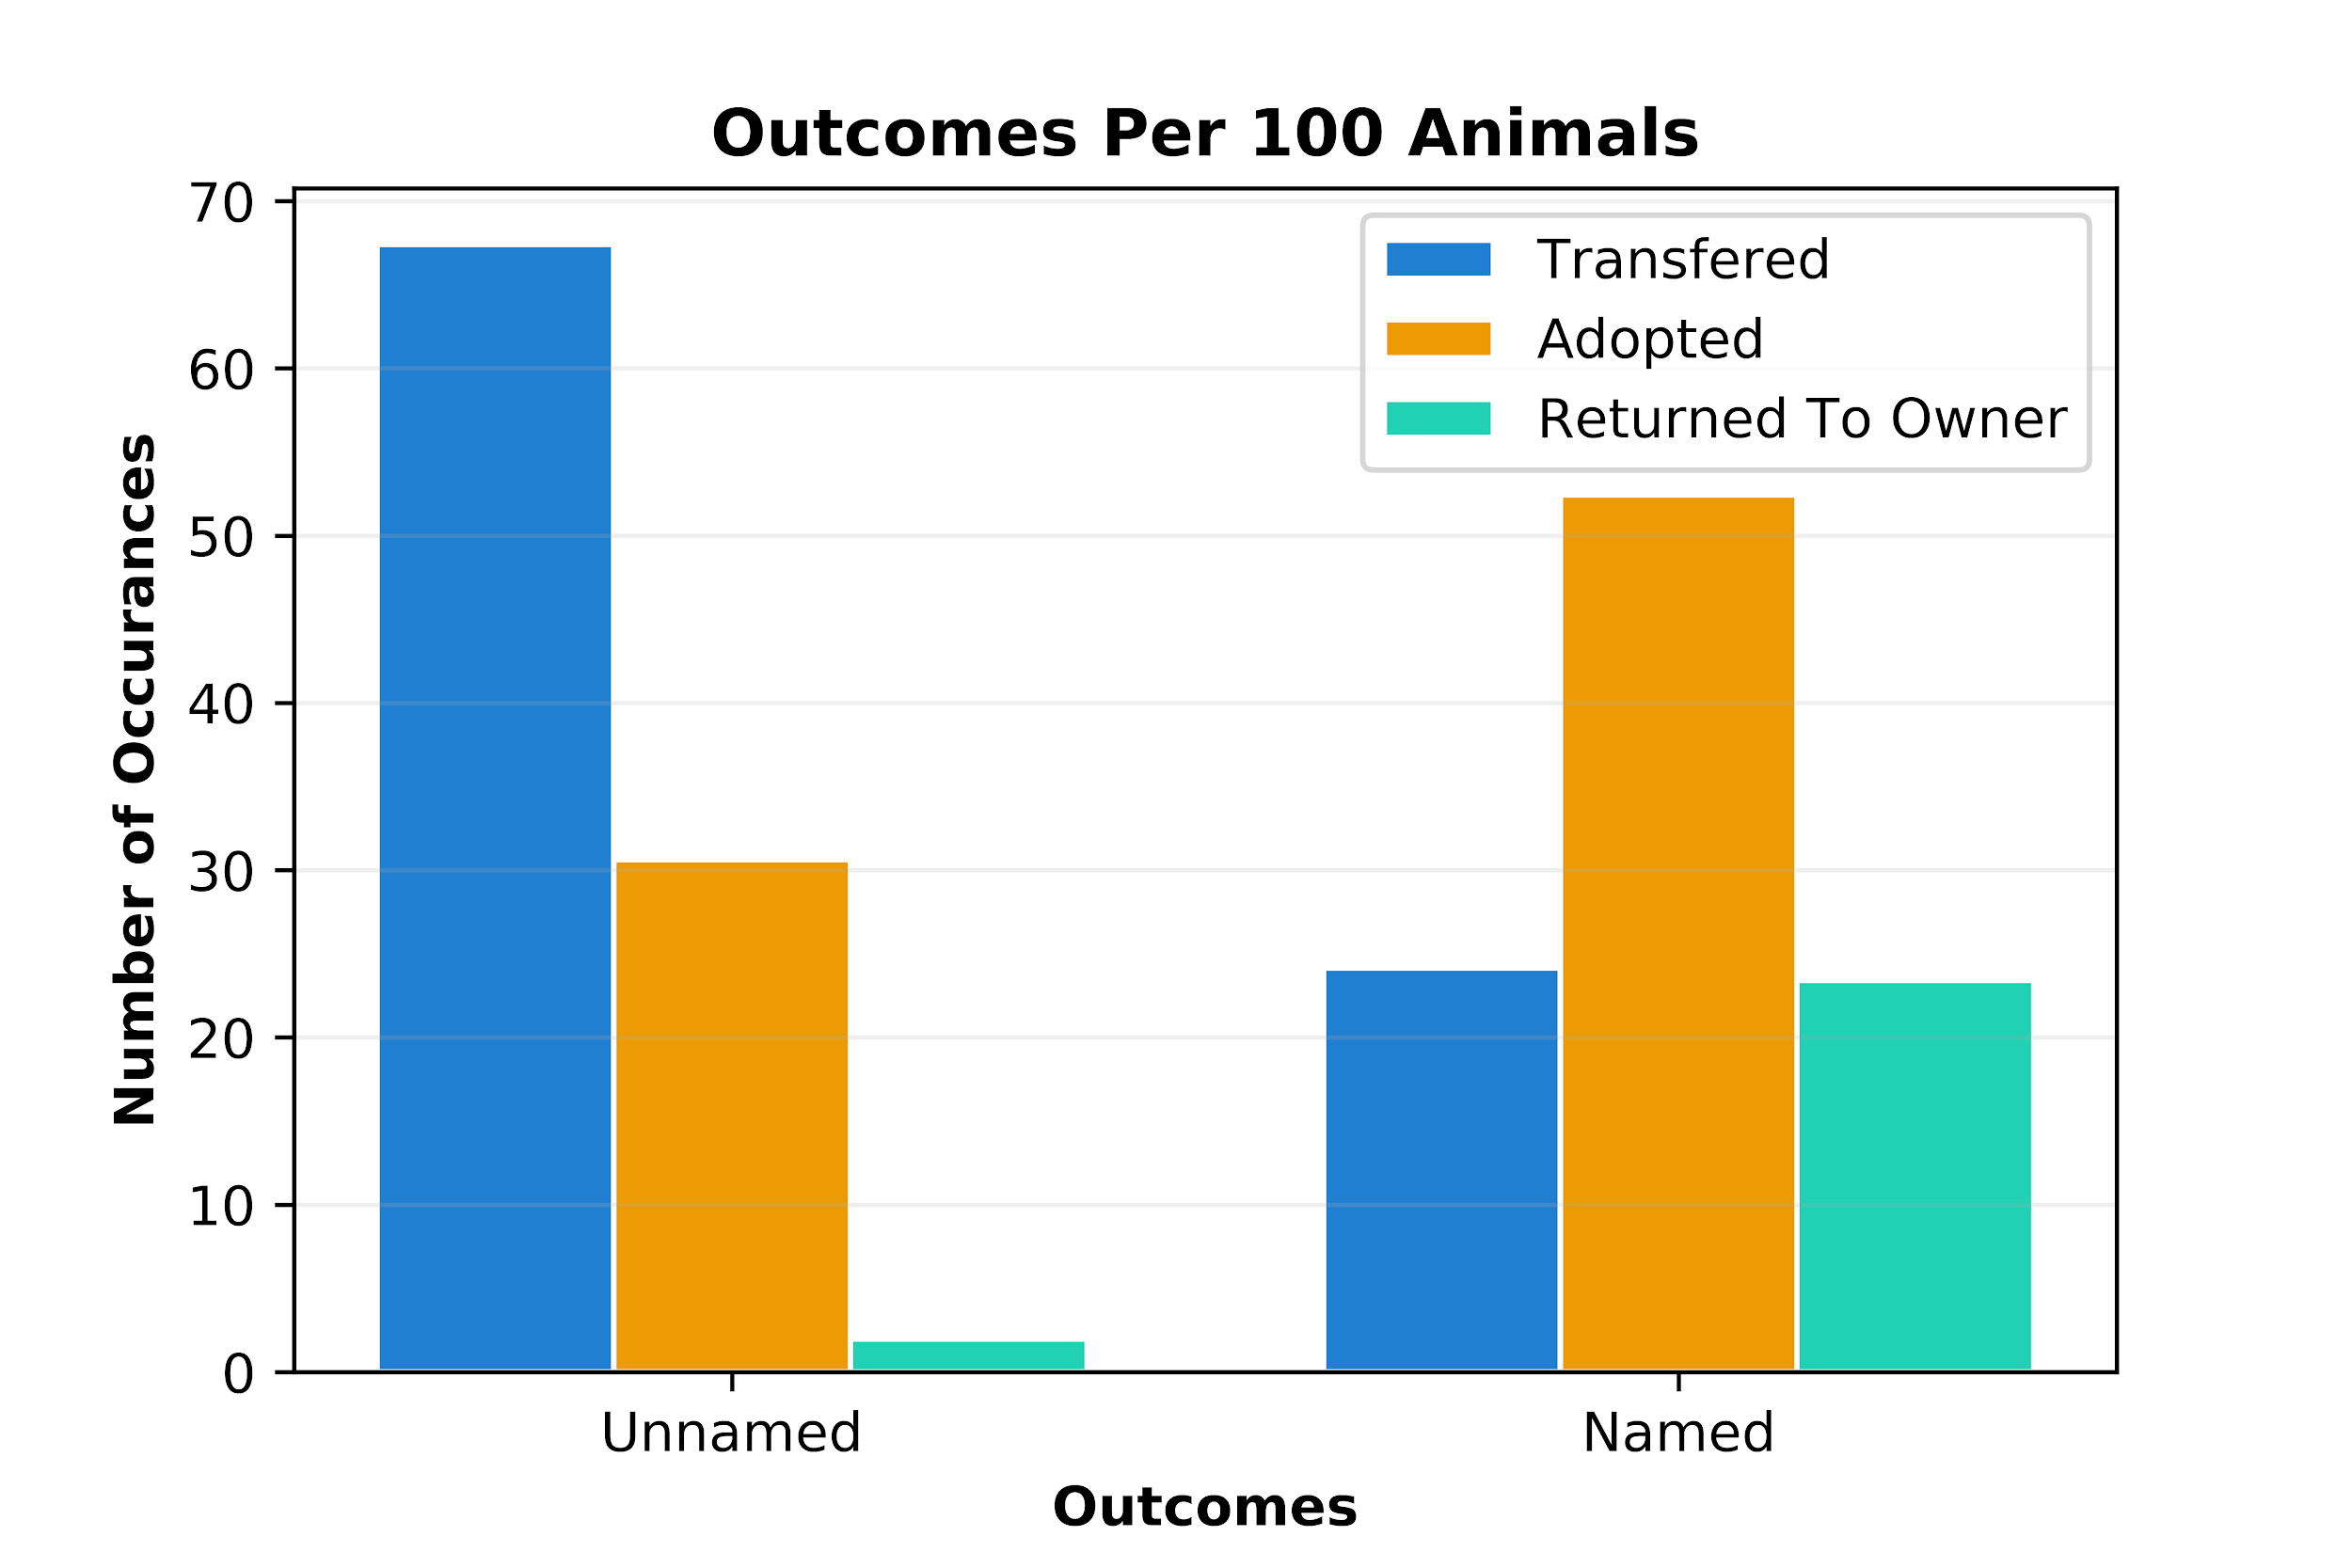 Outcomes Per 100 Animals
70
60
50
40
30
20
10
0
Number of Occurances
Transfered
Adopted
Returned To Owner
Unnamed
Named
Outcomes